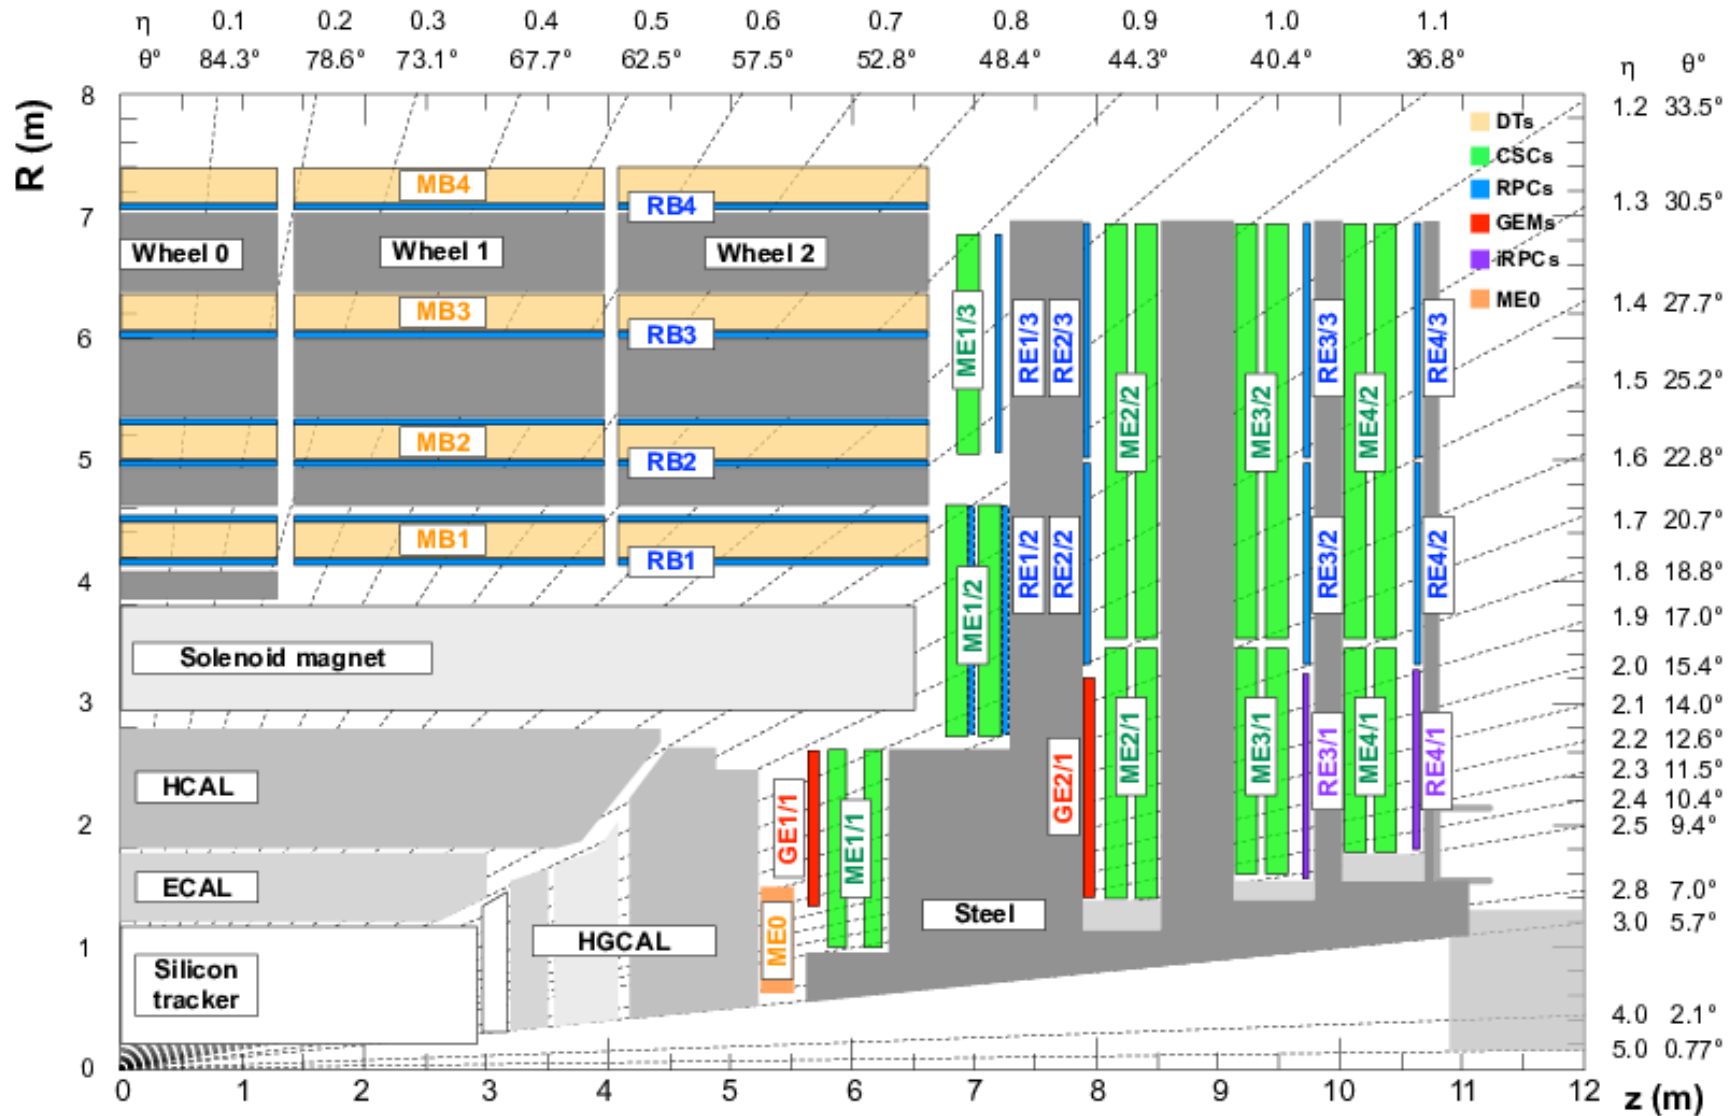 η 0.1 0.2 0.3 0.4 0.5 0.6 0.7 0.8 0.9 1.0 1.1
θ° 84.3° 78.6° 73.1° 67.7° 62.5° 57.5° 52.8° 48.4° 44.3° 40.4° 36.8°
η θ°
R (m)
8
7
6
5
4
3
2
1
0
1.2 33.5°
1.3 30.5°
1.4 27.7°
1.5 25.2°
1.6 22.8°
1.7 20.7°
1.8 18.8°
1.9 17.0°
2.0 15.4°
2.1 14.0°
2.2 12.6°
2.3 11.5°
2.4 10.4°
2.5 9.4°
2.8 7.0°
3.0 5.7°
4.0 2.1°
5.0 0.77°
DTs
CSCs
RPCs
GEMs
iRPCs
ME0
MB4
RB4
Wheel 0
Wheel 1
Wheel 2
MB3
RB3
MB2
RB2
MB1
RB1
Solenoid magnet
HCAL
ECAL
Silicon
tracker
HGCAL
Steel
ME1/3
RE1/3
RE2/3
ME2/2
ME3/2
RE3/3
ME4/2
RE4/3
ME1/2
RE1/2
RE2/2
RE3/2
RE4/2
GE1/1
ME1/1
ME0
GE2/1
ME2/1
ME3/1
RE3/1
ME4/1
RE4/1
0 1 2 3 4 5 6 7 8 9 10 11 12
z (m)